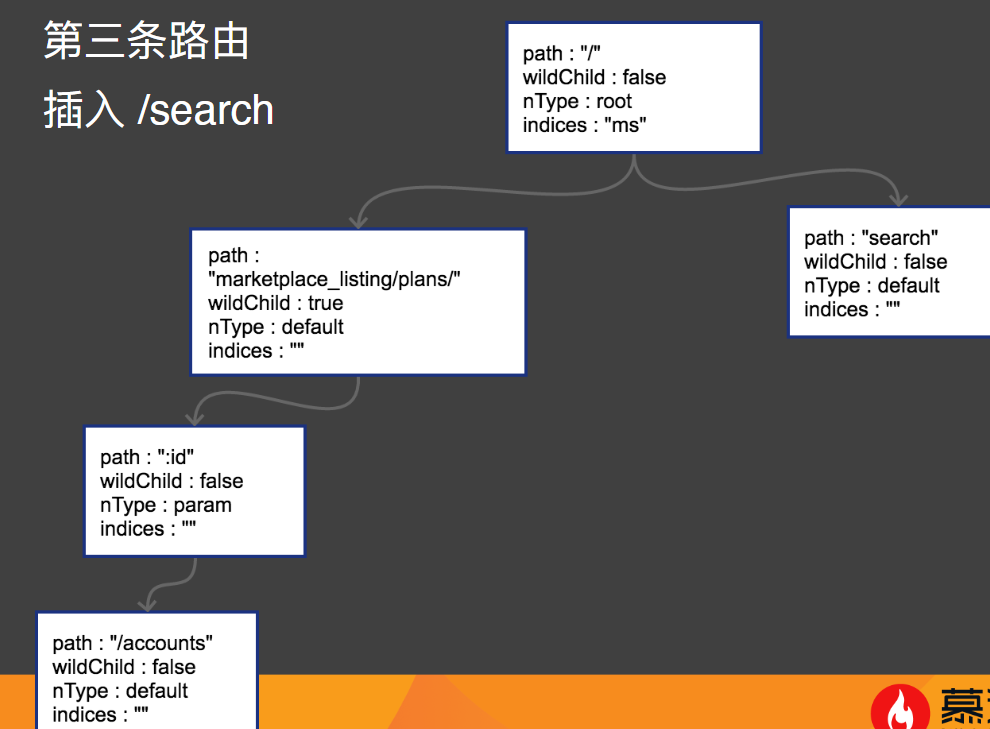 第三条路由
插入 /search
path : "/"
wildChild : false
nType : root
indices : "ms"
path :
"marketplace_listing/plans/"
wildChild : true
nType : default
indices : ""
path : "search"
wildChild : false
nType : default
indices : ""
path : ":id"
wildChild : false
nType : param
indices : ""
path : "/accounts"
wildChild : false
nType : default
indices : ""
慕